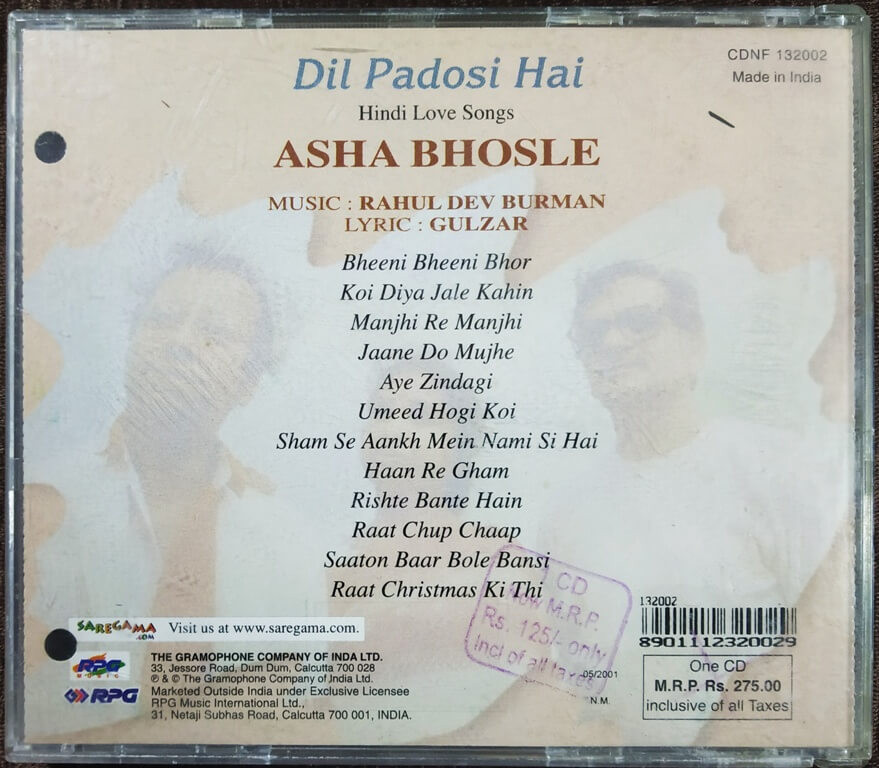 Dil Padosi Hai
CDNF 132002
Made in India
Hindi Love Songs
ASHA BHOSLE
MUSIC : RAHUL DEV BURMAN
LYRIC : GULZAR
Bheeni Bheeni Bhor
Koi Diya Jale Kahin
Manjhi Re Manjhi
Jaane Do Mujhe
Aye Zindagi
Umeed Hogi Koi
Sham Se Aankh Mein Nami Si Hai
Haan Re Gham
Rishte Bante Hain
Raat Chup Chaap
Saaton Baar Bole Bansi
Raat Christmas Ki Thi
CD
Now M.R.P.
Rs. 125/- only
Incl of all taxes
SAREGAMA
.COM
Visit us at www.saregama.com.
RPG
MUSIC
RPG
THE GRAMOPHONE COMPANY OF INDA LTD.
33, Jessore Road, Dum Dum, Calcutta 700 028
℗ & © The Gramophone Company of India Ltd.
Marketed Outside India under Exclusive Licensee
RPG Music International Ltd.,
31, Netaji Subhas Road, Calcutta 700 001, INDIA.
05/2001
N.M.
132002
8901112320029
One CD
M.R.P. Rs. 275.00
inclusive of all Taxes